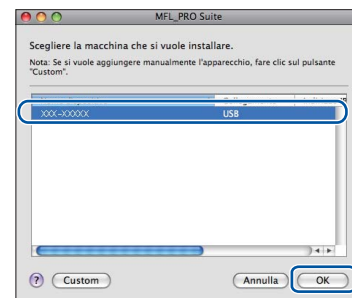 MFL_PRO Suite
Scegliere la macchina che si vuole installare.
Nota: Se si vuole aggiungere manualmente l'apparecchio, fare clic sul pulsante
"Custom".
XXX-XXXXX USB
? Custom Annulla OK